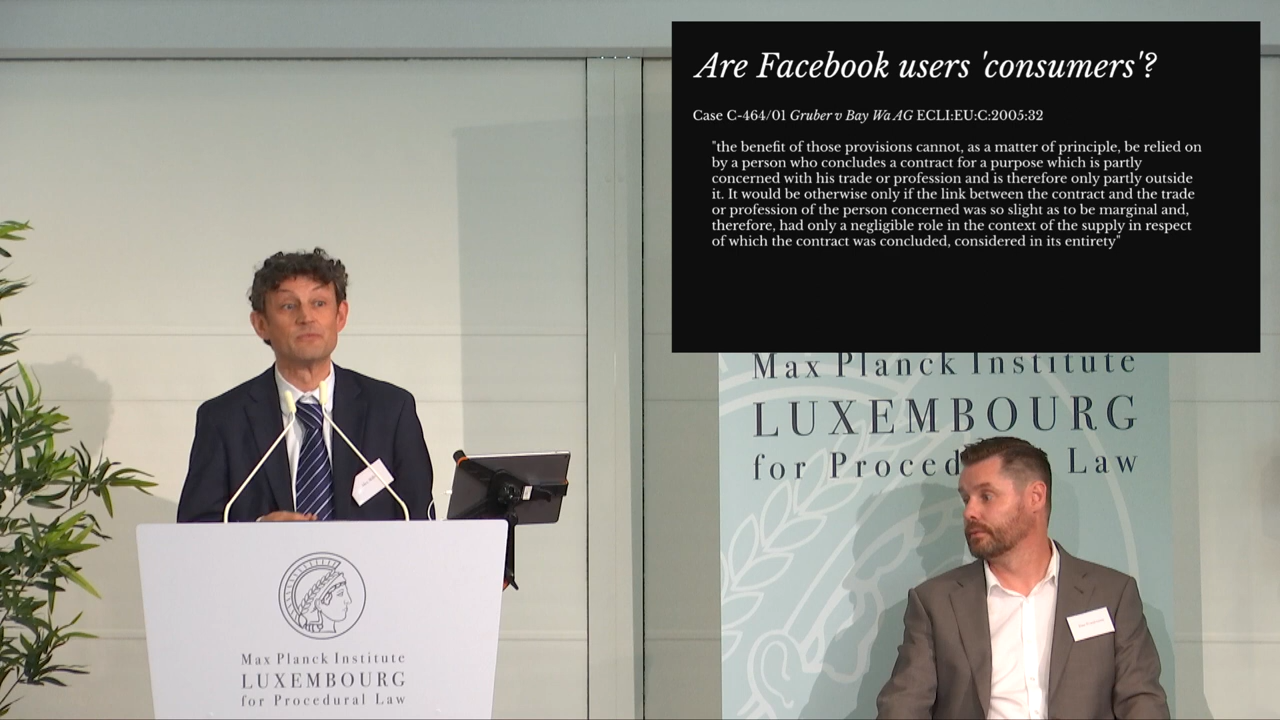 Are Facebook users 'consumers'?
Case C-464/01 Gruber v Bay Wa AG ECLI:EU:C:2005:32
"the benefit of those provisions cannot, as a matter of principle, be relied on
by a person who concludes a contract for a purpose which is partly
concerned with his trade or profession and is therefore only partly outside
it. It would be otherwise only if the link between the contract and the trade
or profession of the person concerned was so slight as to be marginal and,
therefore, had only a negligible role in the context of the supply in respect
of which the contract was concluded, considered in its entirety"
Max Planck Institute
LUXEMBOURG
for Proced Law
Max Planck Institute
LUXEMBOURG
for Procedural Law